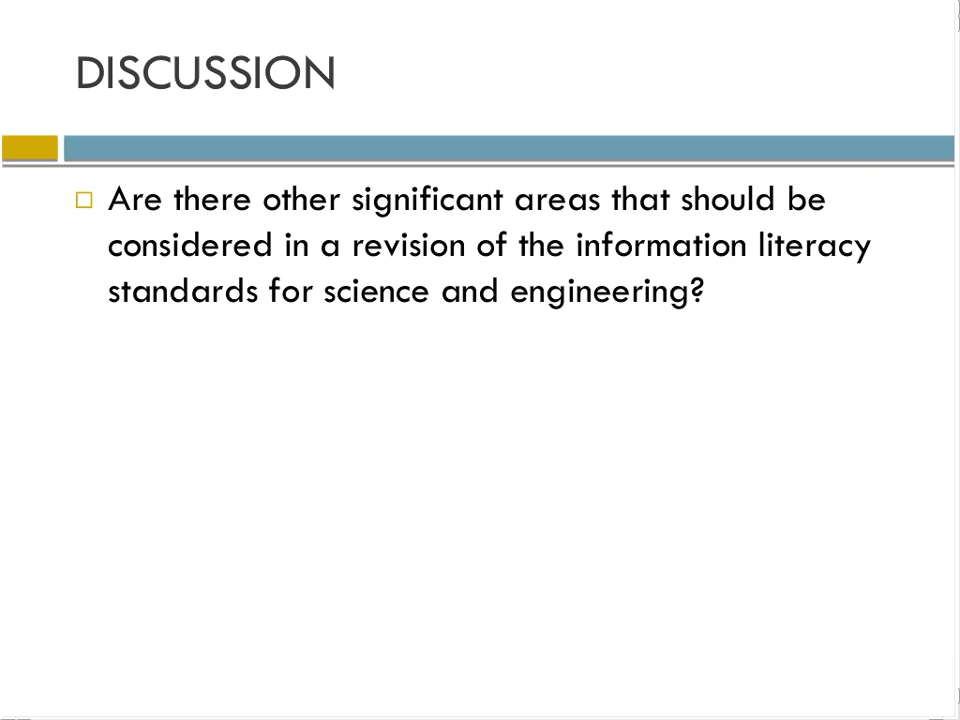 DISCUSSION
Are there other significant areas that should be
considered in a revision of the information literacy
standards for science and engineering?